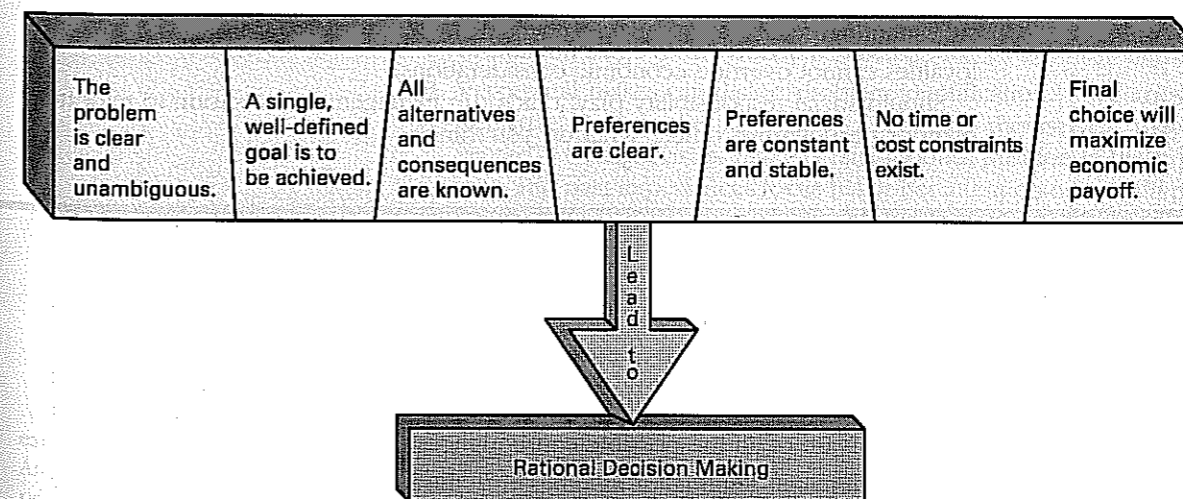 The
problem
is clear
and
unambiguous.
A single,
well-defined
goal is to
be achieved.
All
alternatives
and
consequences
are known.
Preferences
are clear.
Preferences
are constant
and stable.
No time or
cost constraints
exist.
Final
choice will
maximize
economic
payoff.
Lead to
Rational Decision Making